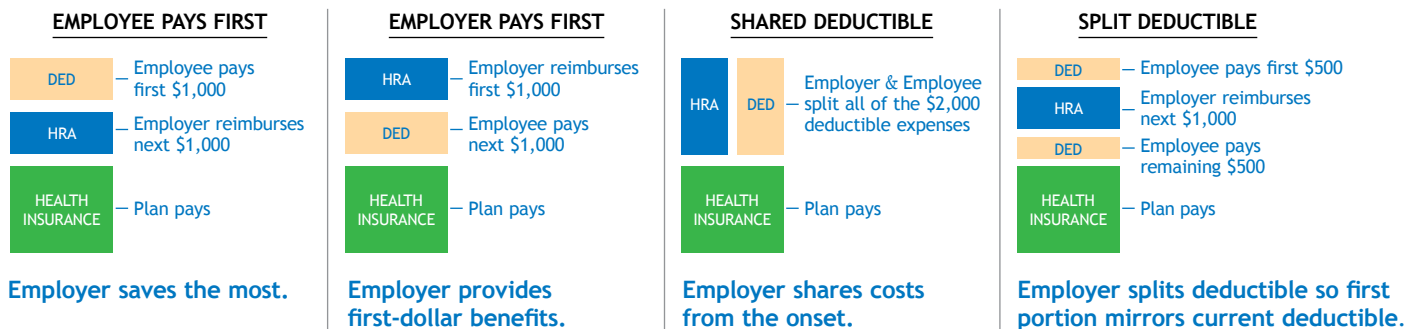 EMPLOYEE PAYS FIRST
DED
Employee pays
first $1,000
HRA
Employer reimburses
next $1,000
HEALTH
INSURANCE
Plan pays
Employer saves the most.
EMPLOYER PAYS FIRST
HRA
Employer reimburses
first $1,000
DED
Employee pays
next $1,000
HEALTH
INSURANCE
Plan pays
Employer provides
first-dollar benefits.
SHARED DEDUCTIBLE
HRA
DED
Employer & Employee
split all of the $2,000
deductible expenses
HEALTH
INSURANCE
Plan pays
Employer shares costs
from the onset.
SPLIT DEDUCTIBLE
DED
Employee pays first $500
HRA
Employer reimburses
next $1,000
DED
Employee pays
remaining $500
HEALTH
INSURANCE
Plan pays
Employer splits deductible so first
portion mirrors current deductible.